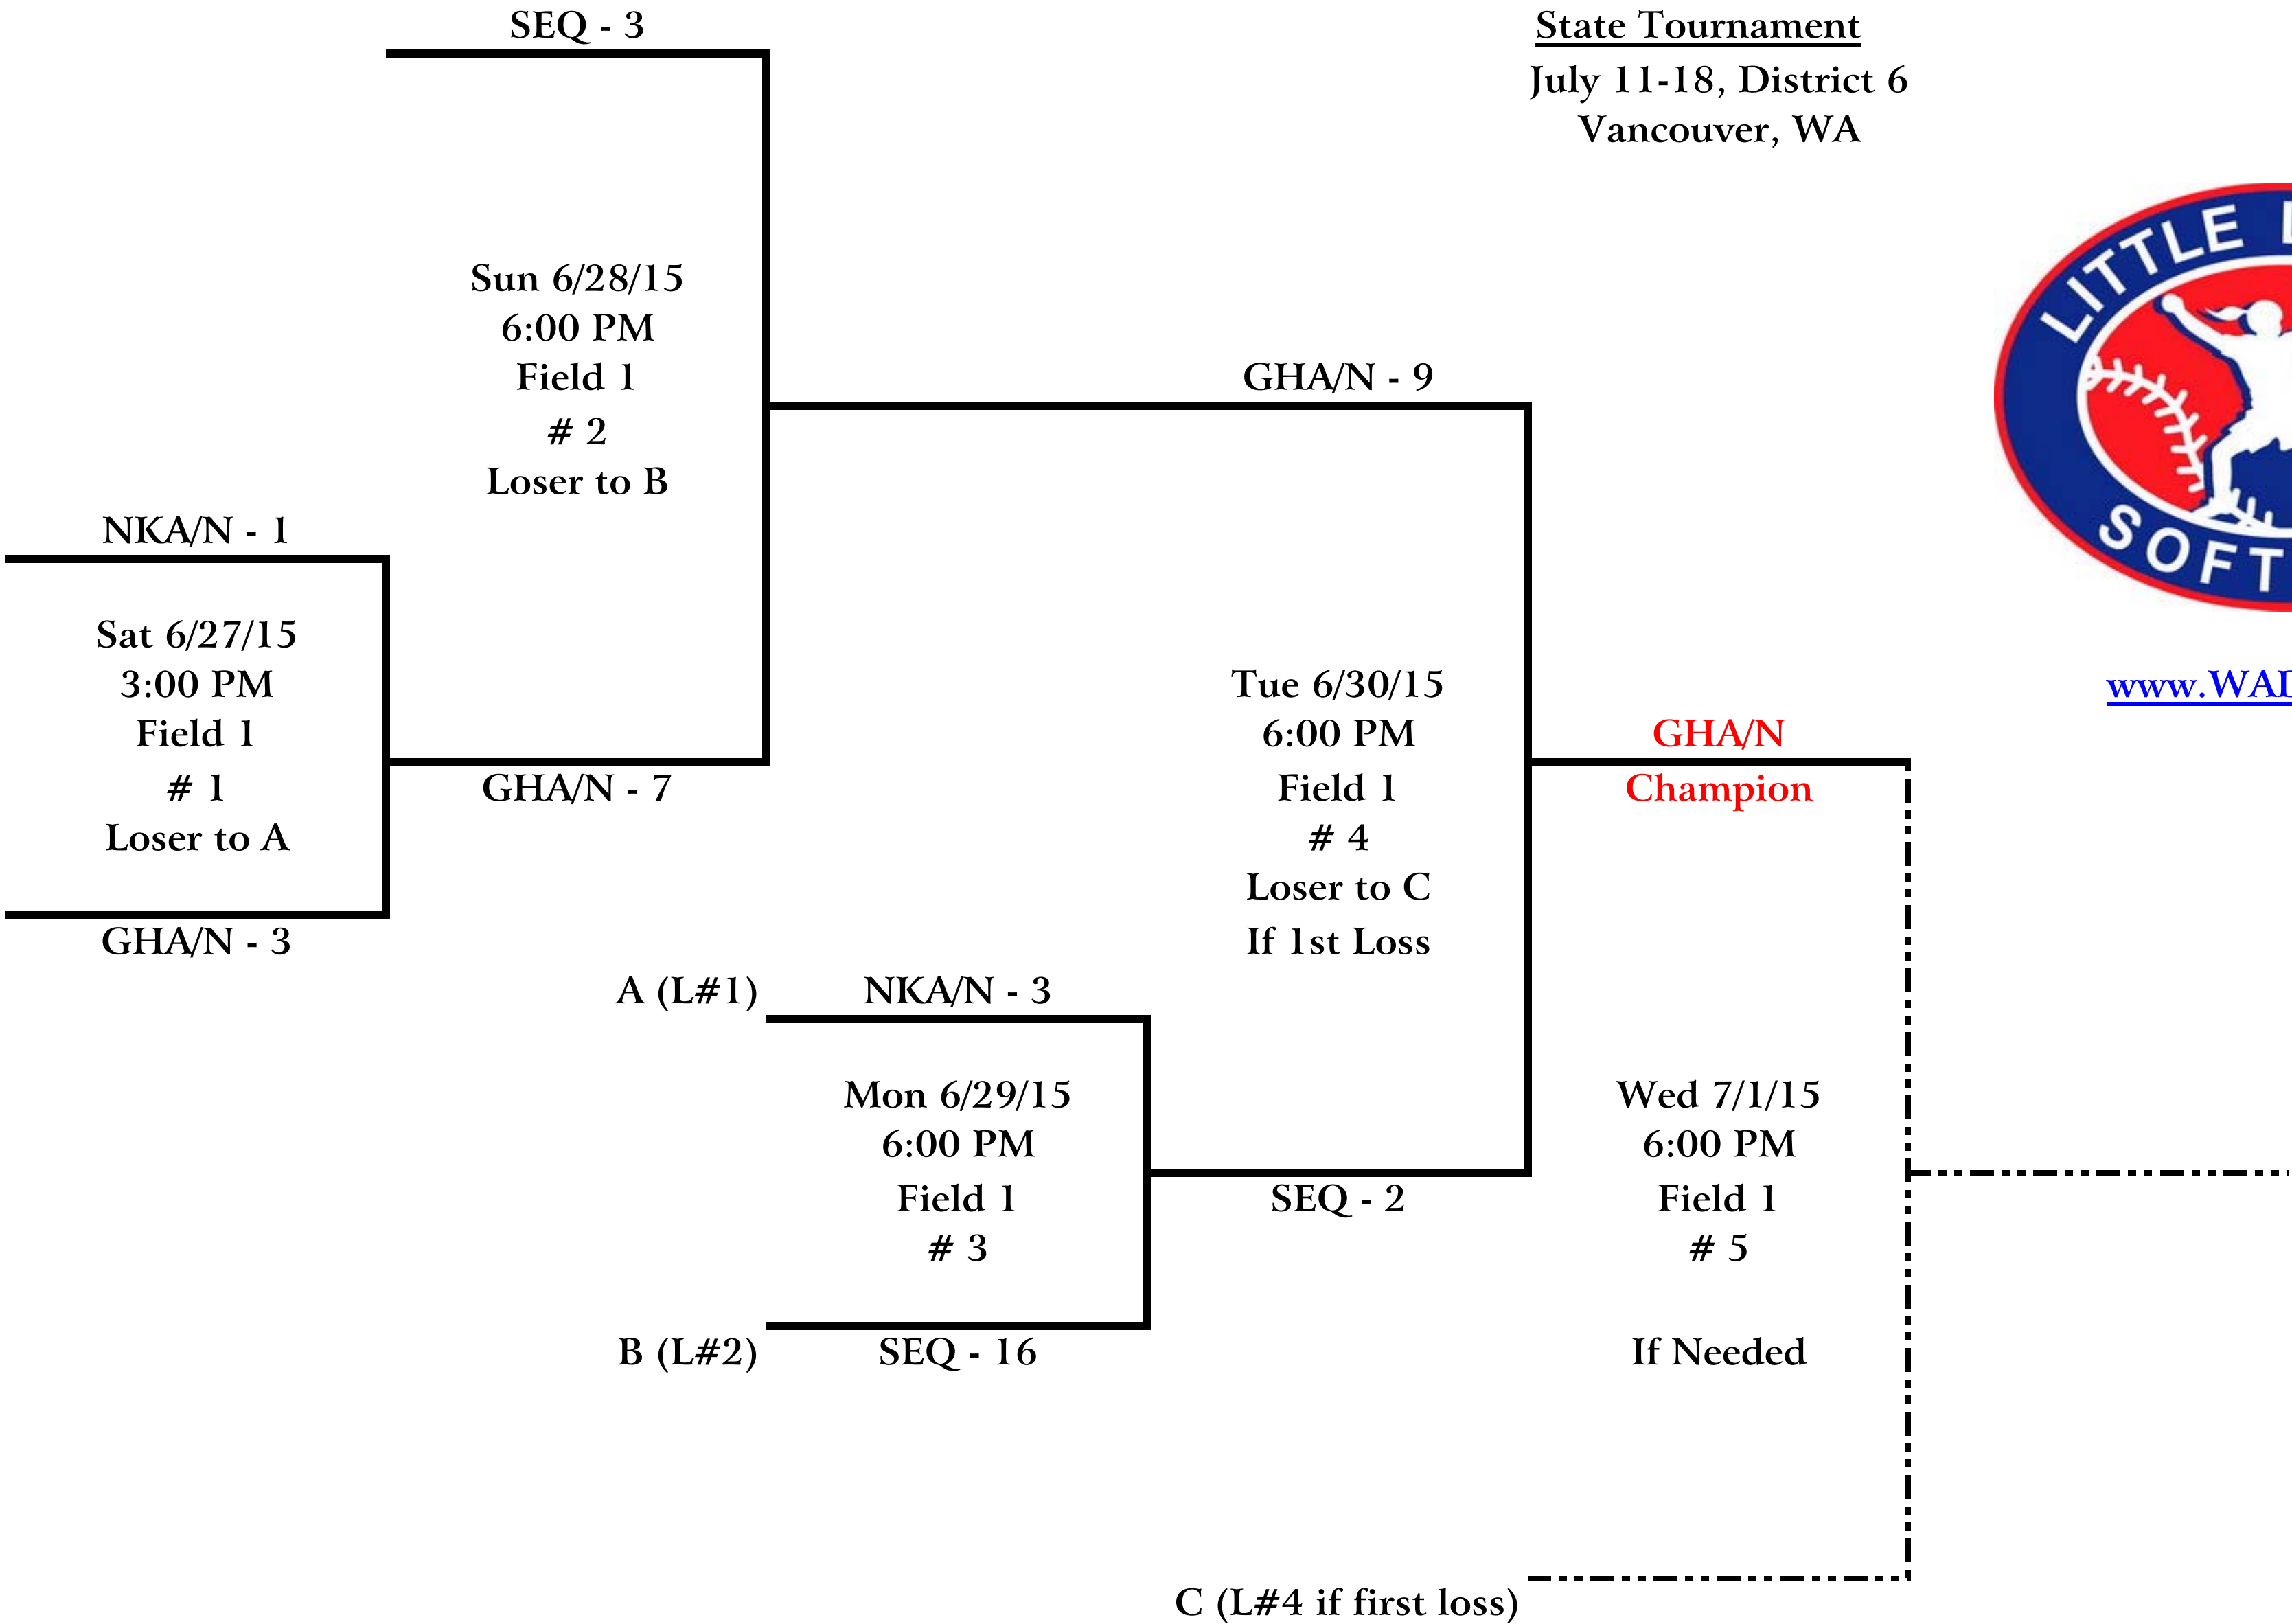 SEQ - 3
State Tournament
July 11-18, District 6
Vancouver, WA
LITTLE
SOFT
Sun 6/28/15
6:00 PM
Field 1
# 2
Loser to B
GHA/N - 9
NKA/N - 1
Sat 6/27/15
3:00 PM
Field 1
# 1
Loser to A
GHA/N - 7
GHA/N - 3
Tue 6/30/15
6:00 PM
Field 1
# 4
Loser to C
If 1st Loss
www.WAD
GHA/N
Champion
A (L#1)
NKA/N - 3
Mon 6/29/15
6:00 PM
Field 1
# 3
SEQ - 2
B (L#2)
SEQ - 16
Wed 7/1/15
6:00 PM
Field 1
# 5
If Needed
C (L#4 if first loss)